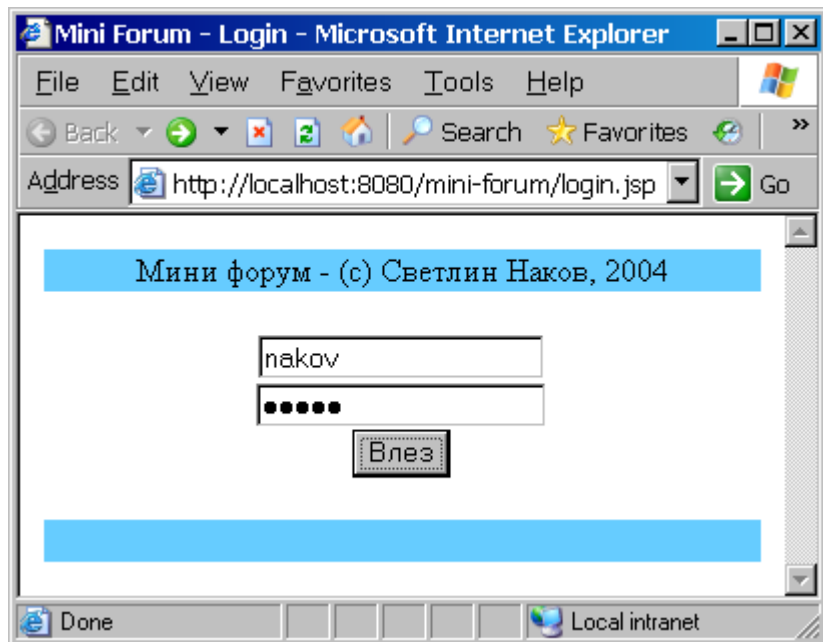 Mini Forum - Login - Microsoft Internet Explorer
File Edit View Favorites Tools Help
Back Search Favorites »
Address http://localhost:8080/mini-forum/login.jsp Go
Мини форум - (c) Светлин Наков, 2004
nakov
•••••
Влез
Done Local intranet